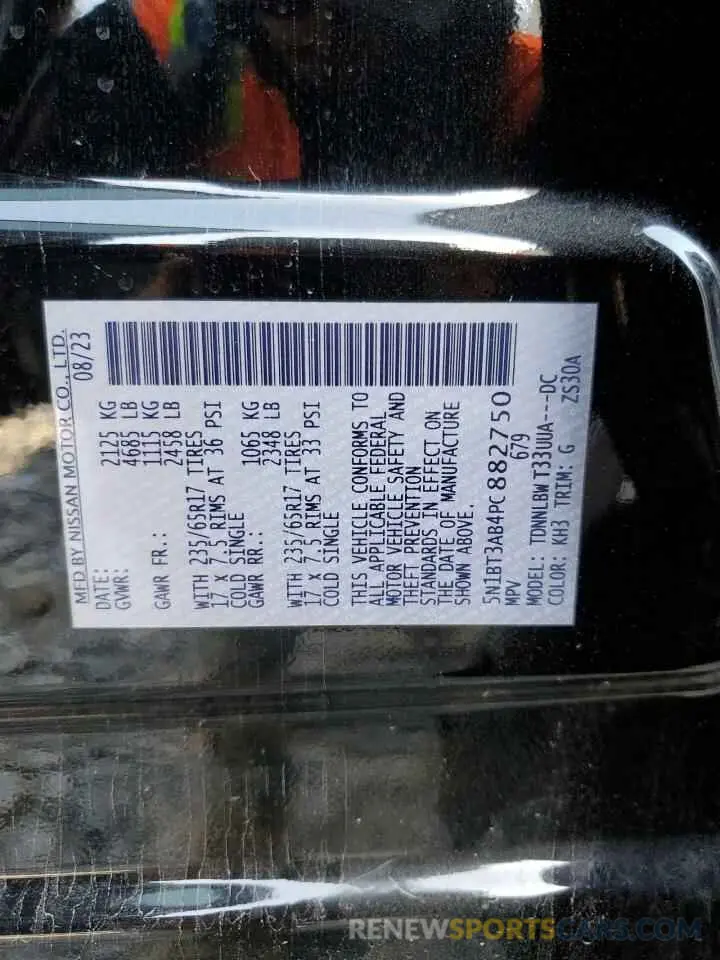 MFD BY NISSAN MOTOR CO., LTD.
DATE: 08/23
GVWR: 2125 KG
4685 LB
GAWR FR.: 1115 KG
2458 LB
WITH 235/65R17 TIRES
17 X 7.5 RIMS AT 36 PSI
COLD SINGLE
GAWR RR.: 1065 KG
2348 LB
WITH 235/65R17 TIRES
17 X 7.5 RIMS AT 33 PSI
COLD SINGLE
THIS VEHICLE CONFORMS TO
ALL APPLICABLE FEDERAL
MOTOR VEHICLE SAFETY AND
THEFT PREVENTION
STANDARDS IN EFFECT ON
THE DATE OF MANUFACTURE
SHOWN ABOVE.
5N1BT3AB4PC882750
MPV 679
MODEL: TDNNLBW T33UUA---DC
COLOR: KH3 TRIM: G ZS30A
RENEWSPORTSCARS.COM